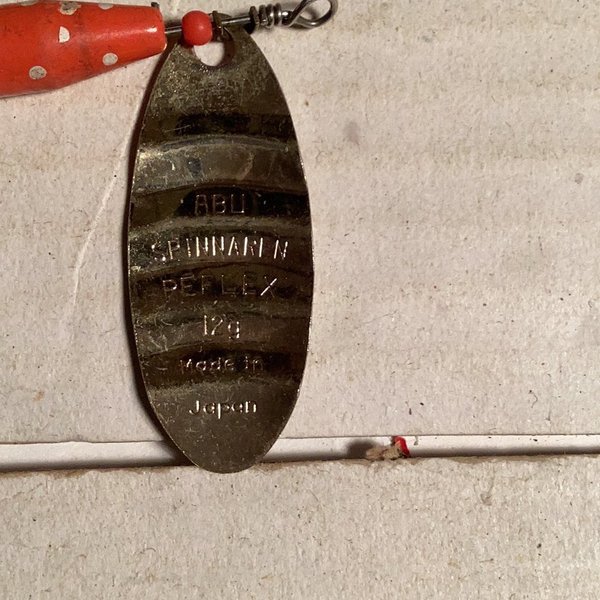 ABU
SPINNAREN
REFLEX
12g
Made in
Japan